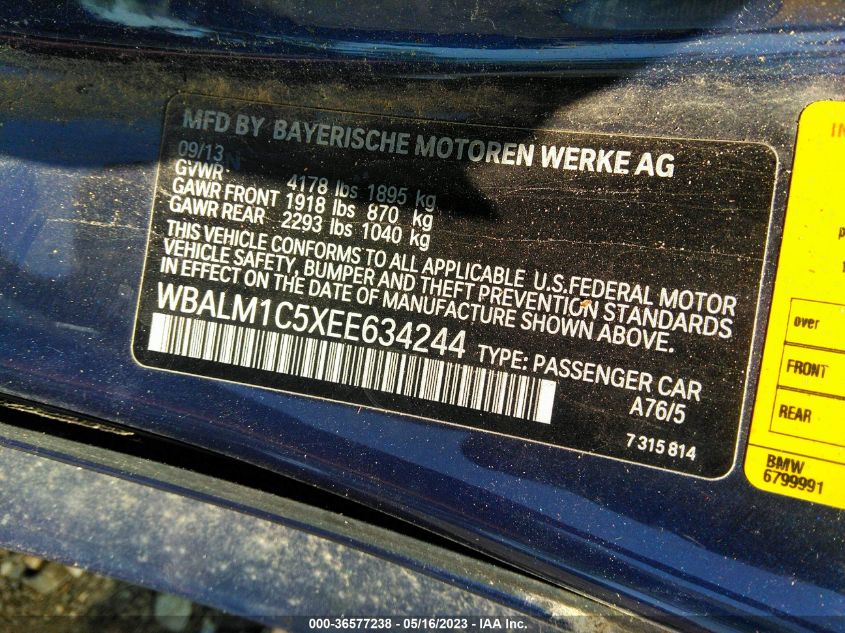 MFD BY BAYERISCHE MOTOREN WERKE AG
09/13
GVWR 4178 lbs 1895 kg
GAWR FRONT 1918 lbs 870 kg
GAWR REAR 2293 lbs 1040 kg
THIS VEHICLE CONFORMS TO ALL APPLICABLE U.S.FEDERAL MOTOR
VEHICLE SAFETY, BUMPER AND THEFT PREVENTION STANDARDS
IN EFFECT ON THE DATE OF MANUFACTURE SHOWN ABOVE.
WBALM1C5XEE634244 TYPE: PASSENGER CAR
A76/5
7 315 814
over
FRONT
REAR
BMW
6799991
000-36577238 - 05/16/2023 - IAA Inc.